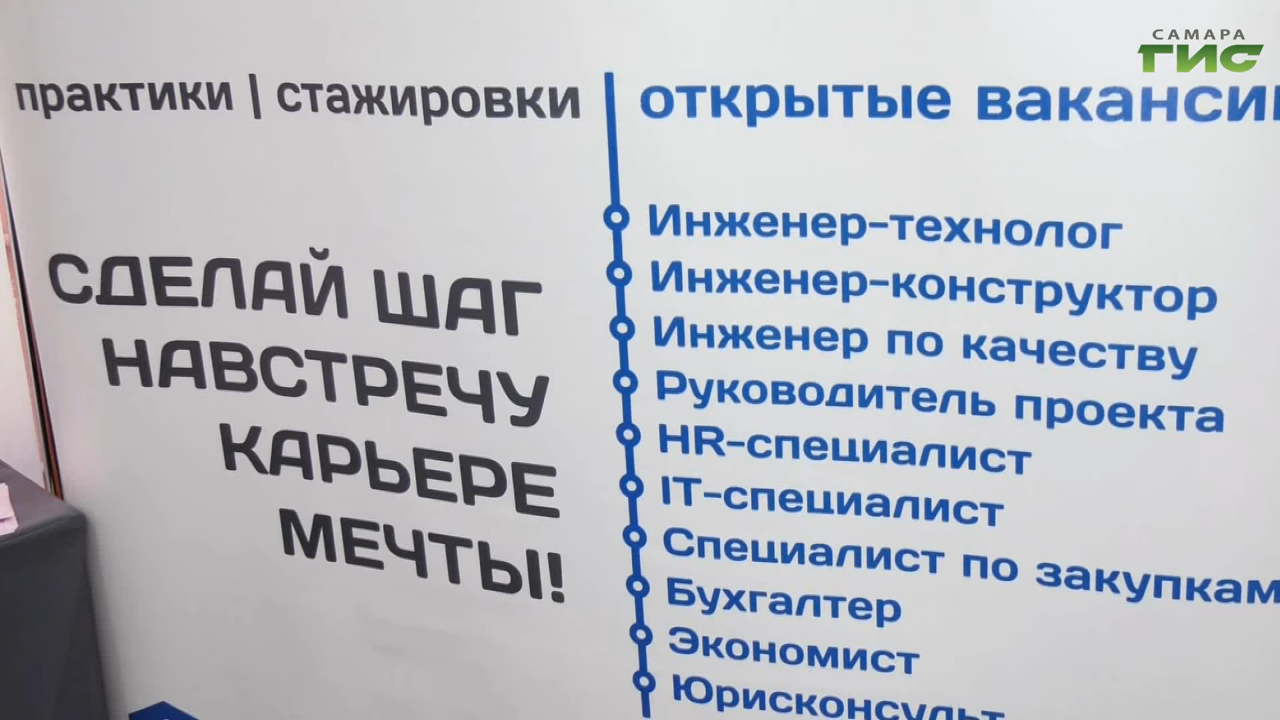 САМАРА
ГИС
практики | стажировки
открытые вакансии
СДЕЛАЙ ШАГ
НАВСТРЕЧУ
КАРЬЕРЕ
МЕЧТЫ!
Инженер-технолог
Инженер-конструктор
Инженер по качеству
Руководитель проекта
HR-специалист
IT-специалист
Специалист по закупкам
Бухгалтер
Экономист
Юрисконсульт